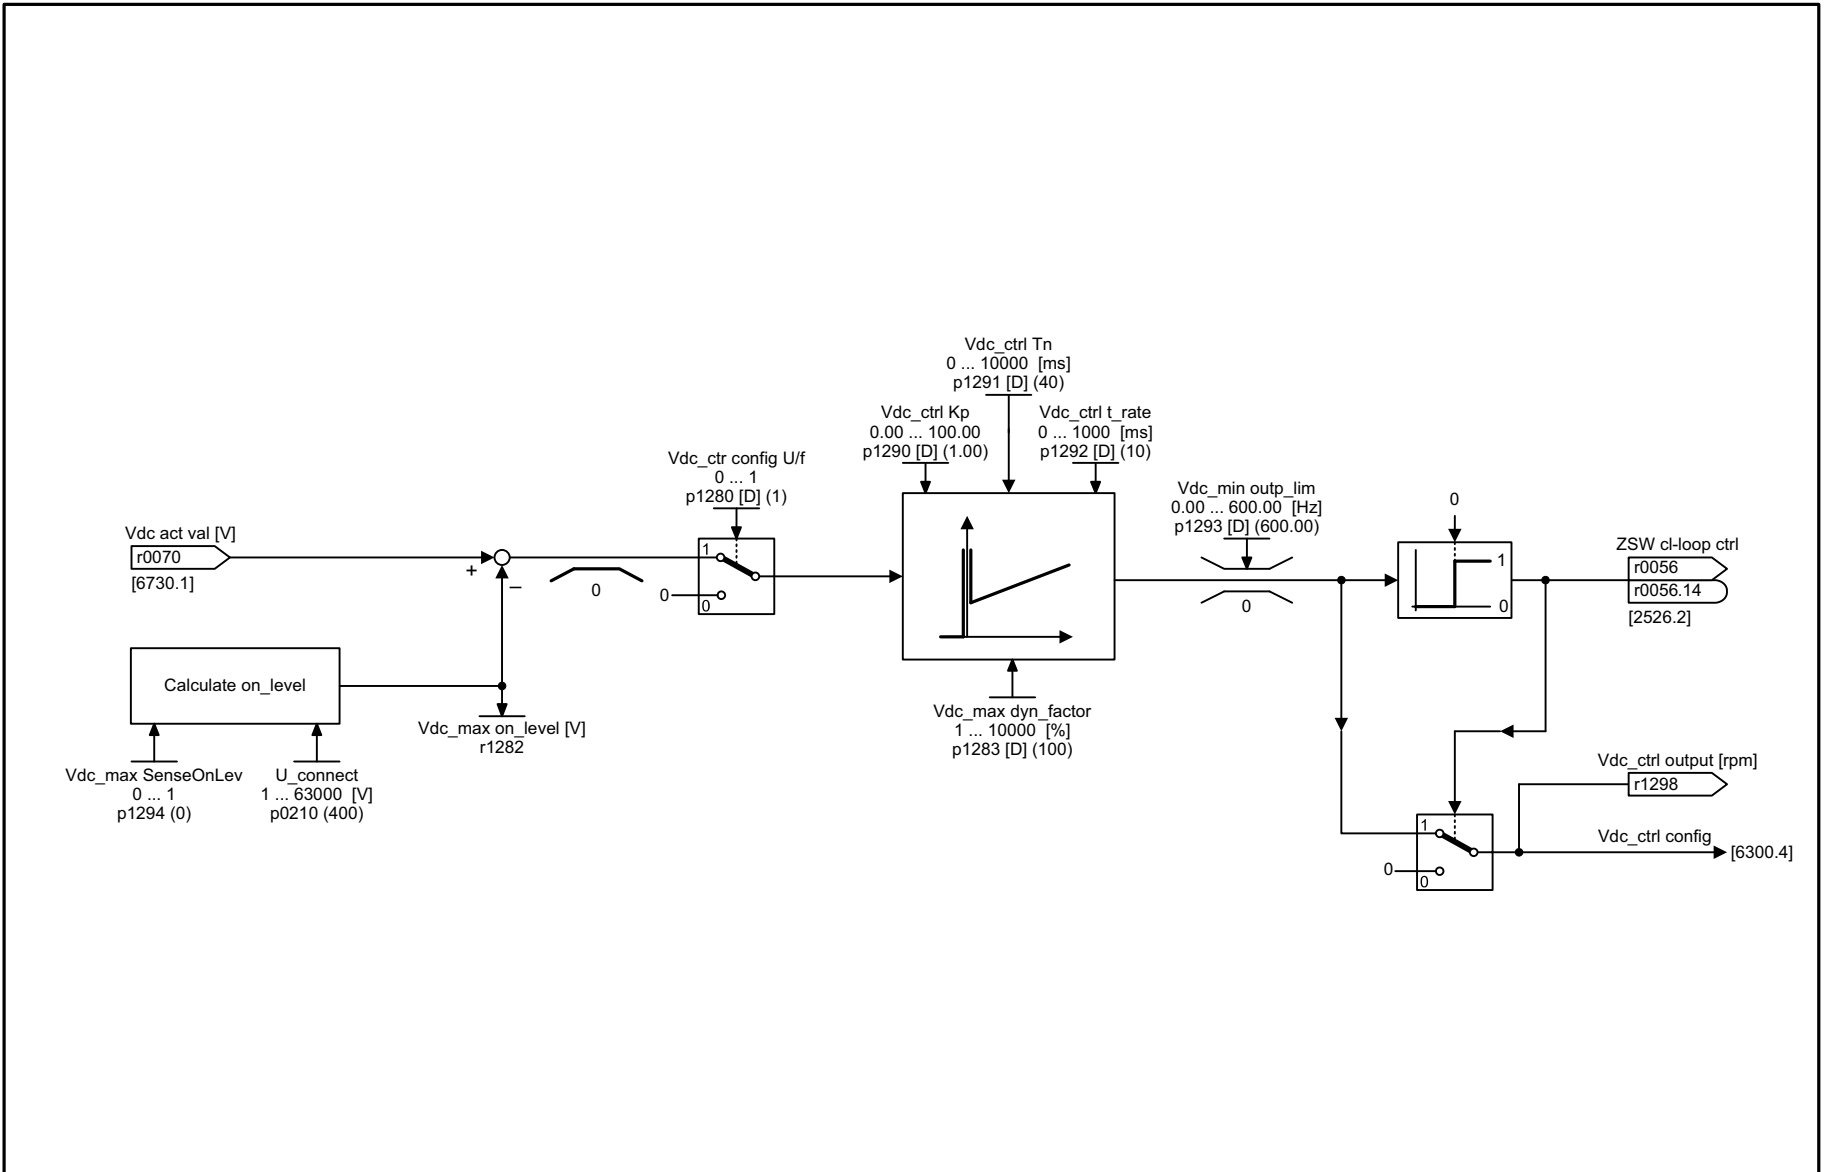 Vdc_ctrl Tn
0 ... 10000 [ms]
p1291 [D] (40)
Vdc_ctrl Kp
0.00 ... 100.00
p1290 [D] (1.00)
Vdc_ctrl t_rate
0 ... 1000 [ms]
p1292 [D] (10)
Vdc_ctr config U/f
0 ... 1
p1280 [D] (1)
Vdc_min outp_lim
0.00 ... 600.00 [Hz]
p1293 [D] (600.00)
0
Vdc act val [V]
r0070
[6730.1]
+
–
0
1
0
0
0
1
0
ZSW cl-loop ctrl
r0056
r0056.14
[2526.2]
Calculate on_level
Vdc_max on_level [V]
r1282
Vdc_max SenseOnLev
0 ... 1
p1294 (0)
U_connect
1 ... 63000 [V]
p0210 (400)
Vdc_max dyn_factor
1 ... 10000 [%]
p1283 [D] (100)
Vdc_ctrl output [rpm]
r1298
1
0
0
Vdc_ctrl config
[6300.4]